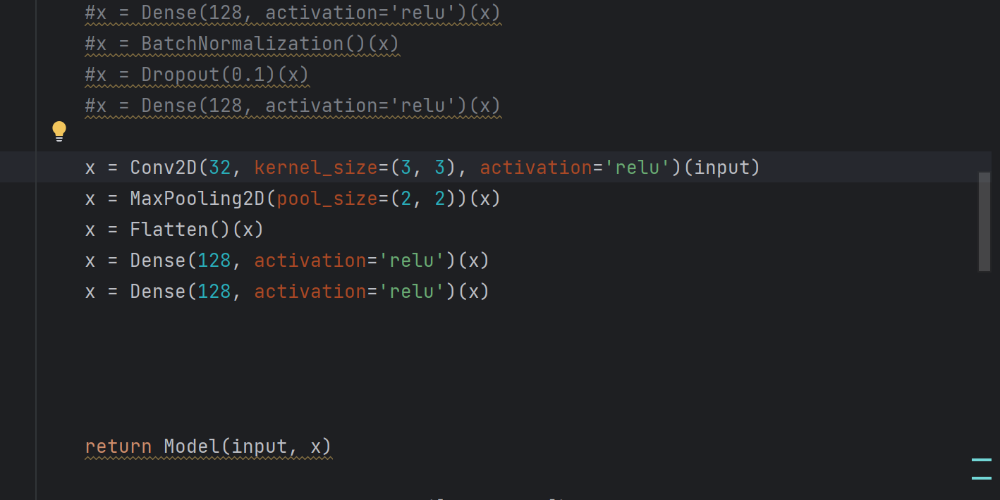 #x = Dense(128, activation='relu')(x)
#x = BatchNormalization()(x)
#x = Dropout(0.1)(x)
#x = Dense(128, activation='relu')(x)
x = Conv2D(32, kernel_size=(3, 3), activation='relu')(input)
x = MaxPooling2D(pool_size=(2, 2))(x)
x = Flatten()(x)
x = Dense(128, activation='relu')(x)
x = Dense(128, activation='relu')(x)
return Model(input, x)